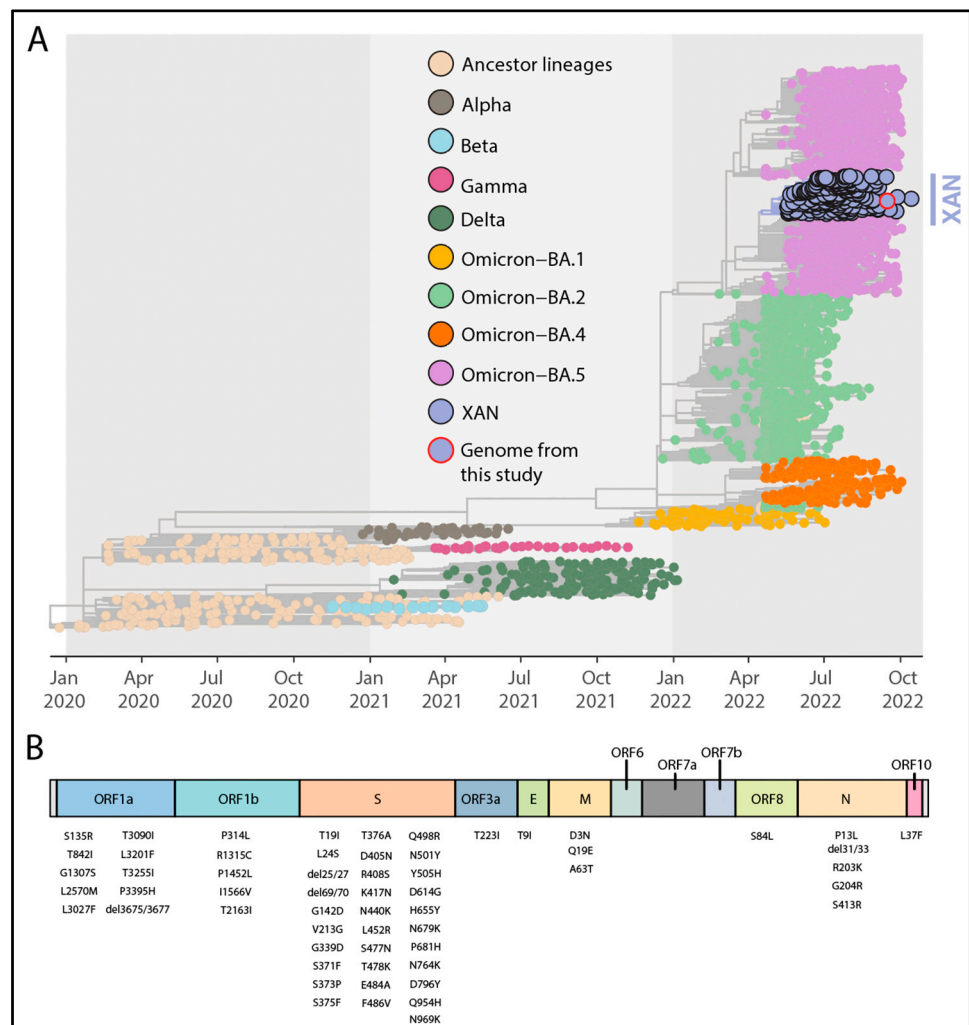 A
Ancestor lineages
Alpha
Beta
Gamma
Delta
Omicron−BA.1
Omicron−BA.2
Omicron−BA.4
Omicron−BA.5
XAN
Genome from
this study
XAN
Jan Apr Jul Oct Jan Apr Jul Oct Jan Apr Jul Oct
2020 2020 2020 2020 2021 2021 2021 2021 2022 2022 2022 2022
B
ORF6 ORF7a ORF7b ORF10
ORF1a ORF1b S ORF3a E M ORF8 N
S135R T3090I P314L T19I T376A Q498R T223I T9I D3N S84L P13L L37F
T842I L3201F R1315C L24S D405N N501Y Q19E del31/33
G1307S T3255I P1452L del25/27 R408S Y505H A63T R203K
L2570M P3395H I1566V del69/70 K417N D614G G204R
L3027F del3675/3677 T2163I G142D N440K H655Y S413R
V213G L452R N679K
G339D S477N P681H
S371F T478K N764K
S373P E484A D796Y
S375F F486V Q954H
N969K